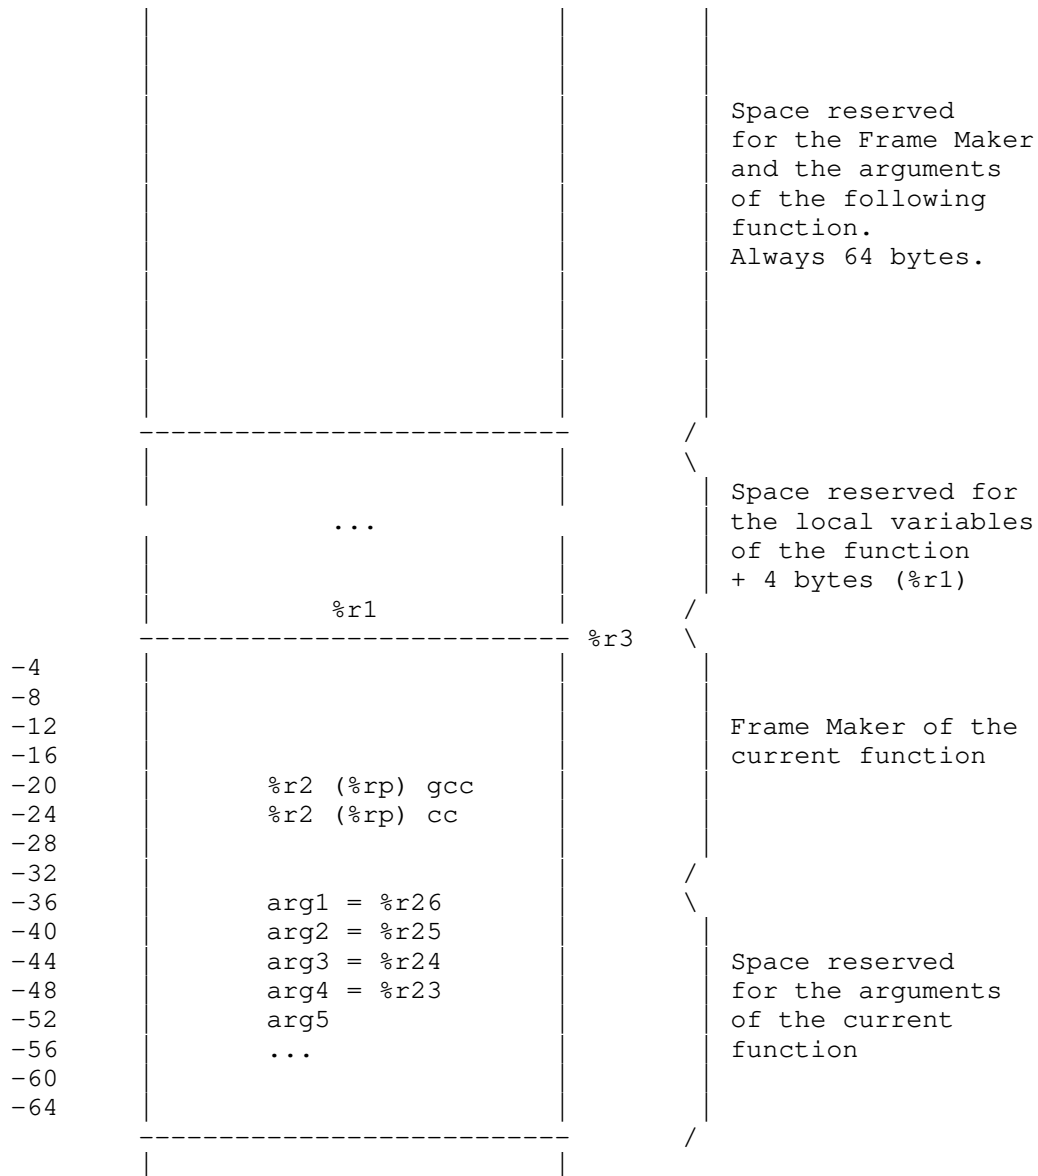 Space reserved
for the Frame Maker
and the arguments
of the following
function.
Always 64 bytes.
Space reserved for
... the local variables
of the function
+ 4 bytes (%r1)
%r1
%r3
-4
-8
-12 Frame Maker of the
-16 current function
-20 %r2 (%rp) gcc
-24 %r2 (%rp) cc
-28
-32
-36 arg1 = %r26
-40 arg2 = %r25
-44 arg3 = %r24 Space reserved
-48 arg4 = %r23 for the arguments
-52 arg5 of the current
-56 ... function
-60
-64